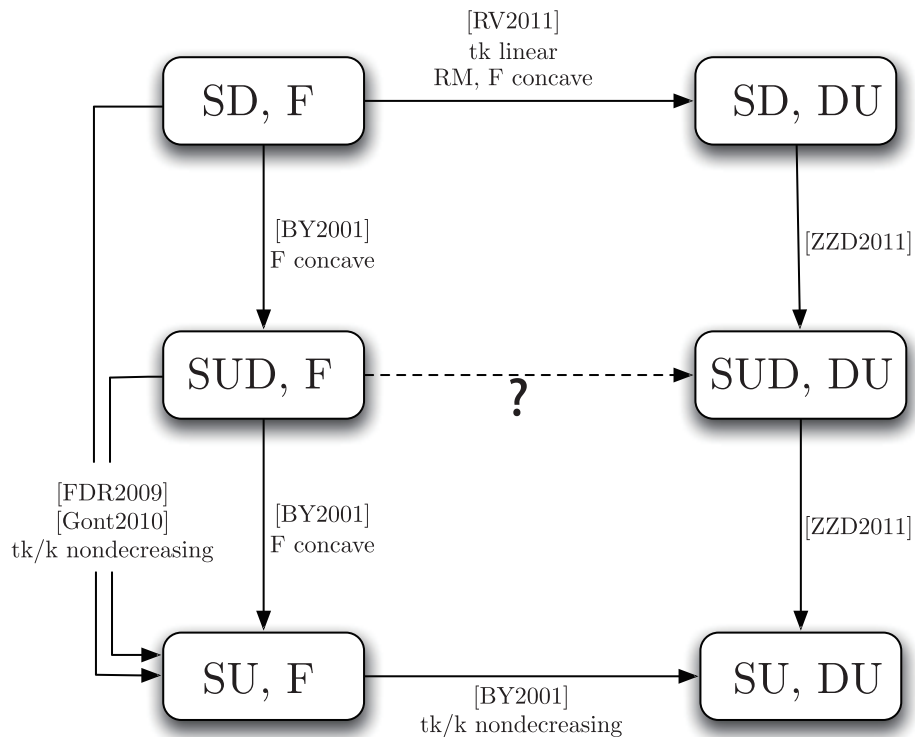 [RV2011]
tk linear
RM, F concave
SD, F
SD, DU
[BY2001]
F concave
[ZZD2011]
SUD, F
?
SUD, DU
[FDR2009]
[Gont2010]
tk/k nondecreasing
[BY2001]
F concave
[ZZD2011]
SU, F
SU, DU
[BY2001]
tk/k nondecreasing